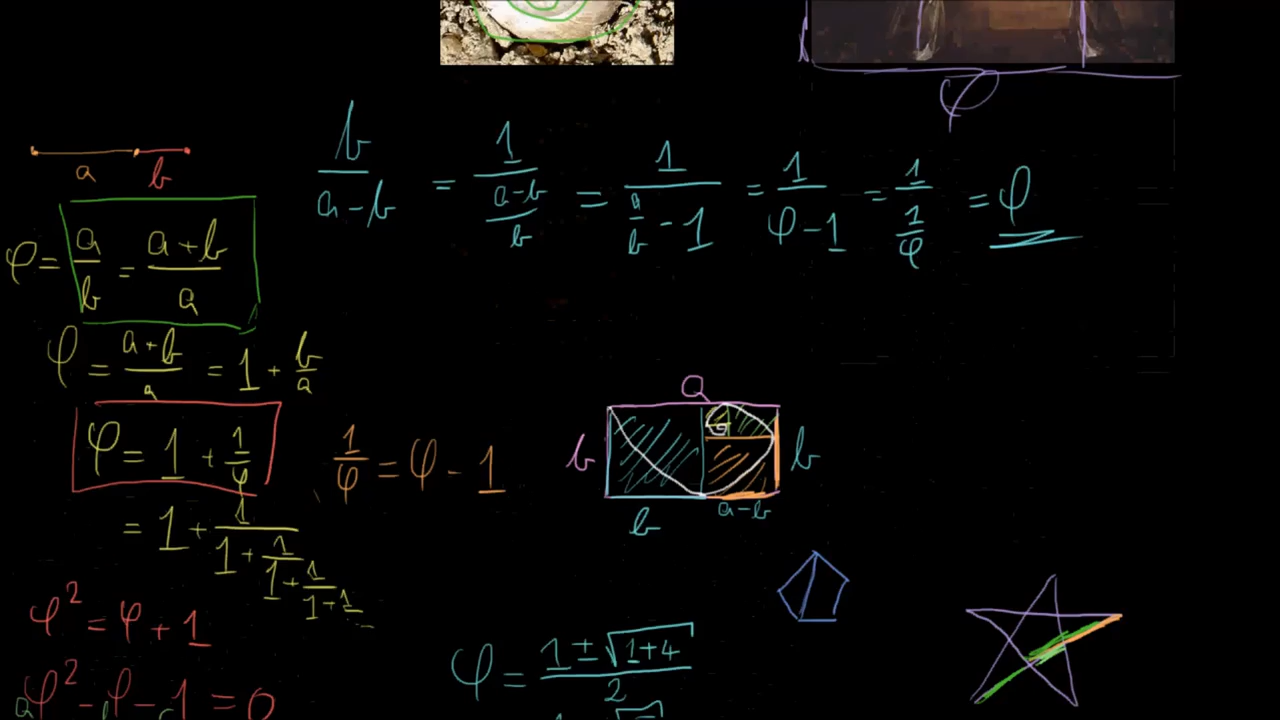 φ
a b
b/(a-b) = 1/((a-b)/b) = 1/(a/b - 1) = 1/(φ-1) = 1/(1/φ) = φ
φ = a/b = (a+b)/a
φ = (a+b)/a = 1 + b/a
φ = 1 + 1/φ
1/φ = φ - 1
a
b b
b a-b
= 1 + 1/(1 + 1/(1 + 1/(1+1
φ² = φ + 1
φ = (1 ± √(1+4))/2
φ² - φ - 1 = 0
a b c